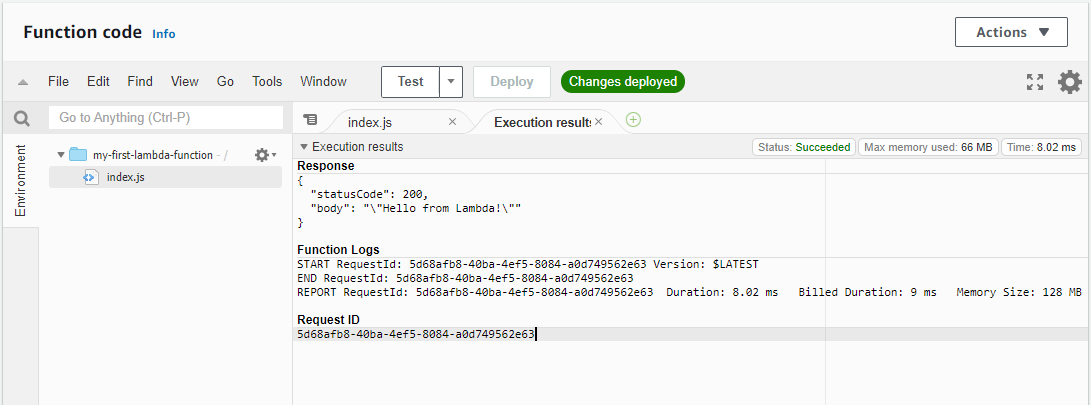 Function code Info
Actions
File Edit Find View Go Tools Window Test Deploy Changes deployed
Go to Anything (Ctrl-P)
index.js Execution results
Environment
my-first-lambda-function - /
index.js
Execution results Status: Succeeded Max memory used: 66 MB Time: 8.02 ms
Response
{
"statusCode": 200,
"body": "\"Hello from Lambda!\""
}
Function Logs
START RequestId: 5d68afb8-40ba-4ef5-8084-a0d749562e63 Version: $LATEST
END RequestId: 5d68afb8-40ba-4ef5-8084-a0d749562e63
REPORT RequestId: 5d68afb8-40ba-4ef5-8084-a0d749562e63 Duration: 8.02 ms Billed Duration: 9 ms Memory Size: 128 MB
Request ID
5d68afb8-40ba-4ef5-8084-a0d749562e63